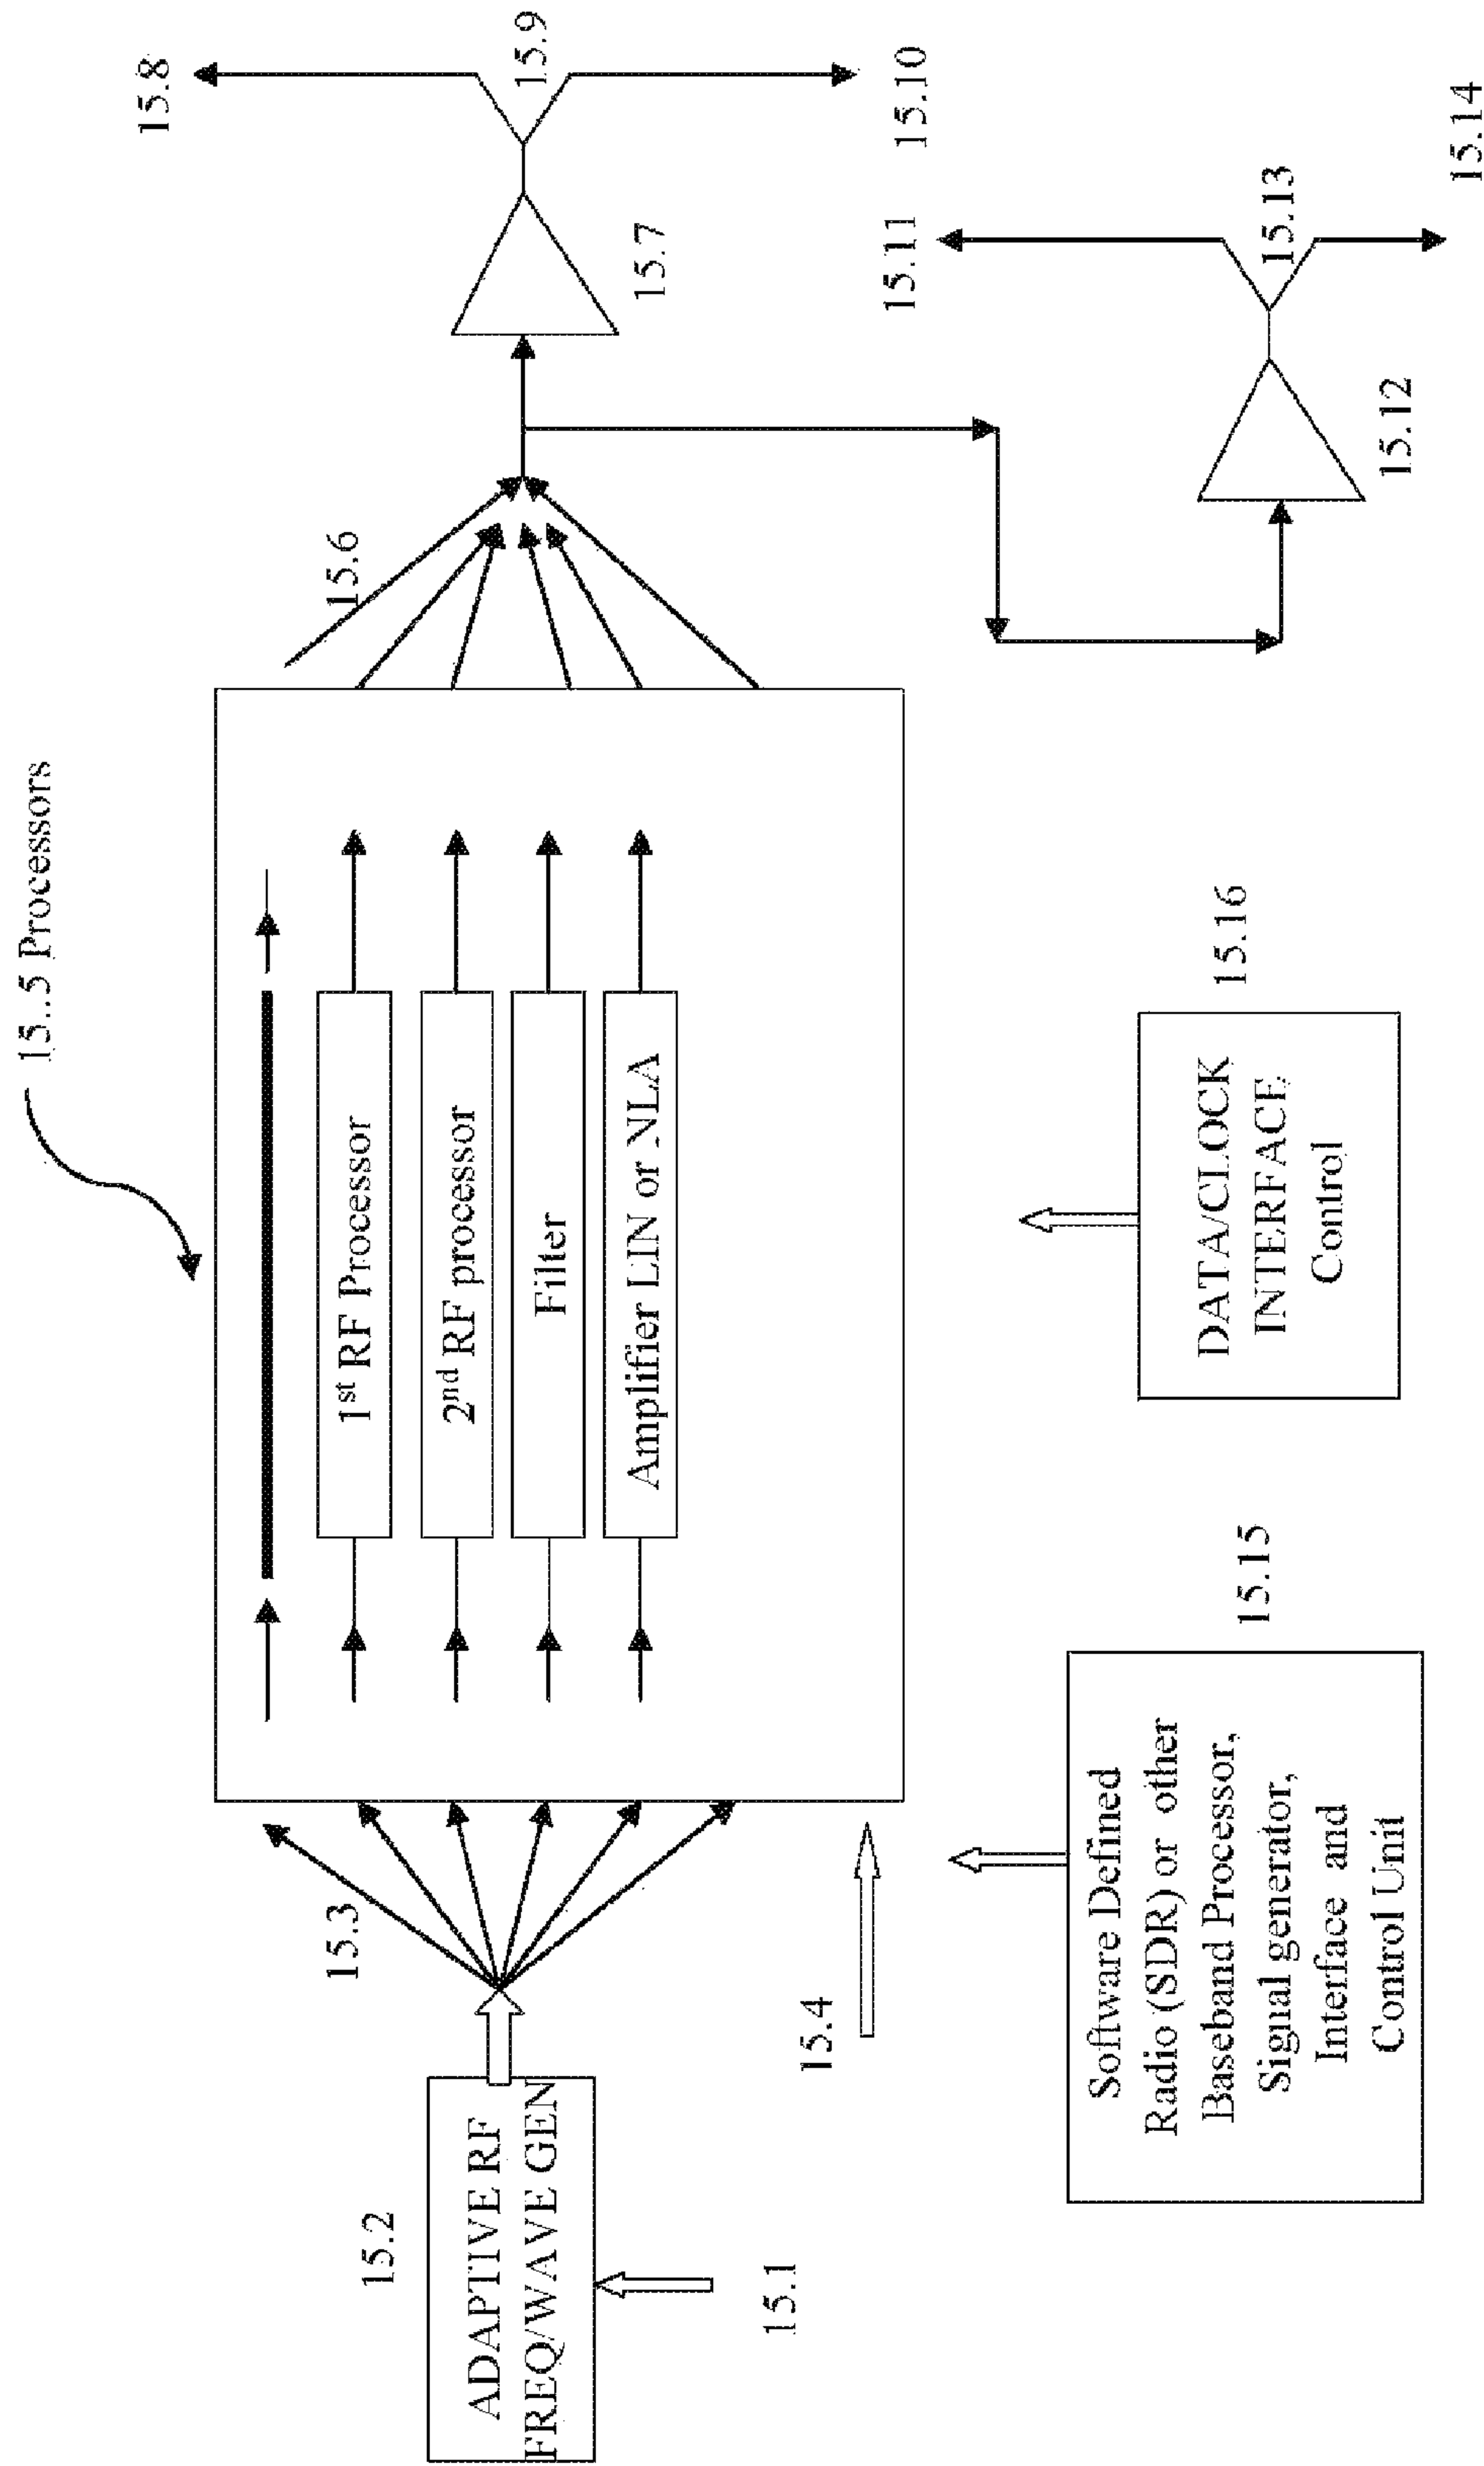 15..5 Processors
15.8
15.9
15.10
15.7
15.6
15.11
15.13
15.14
15.12
1st RF Processor
2nd RF processor
Filter
Amplifier LIN or NLA
15.3
15.2
ADAPTIVE RF
FREQ/WAVE GEN
15.1
15.4
15.16
DATA/CLOCK
INTERFACE
Control
15.15
Software Defined
Radio (SDR) or other
Baseband Processor,
Signal generator,
Interface and
Control Unit